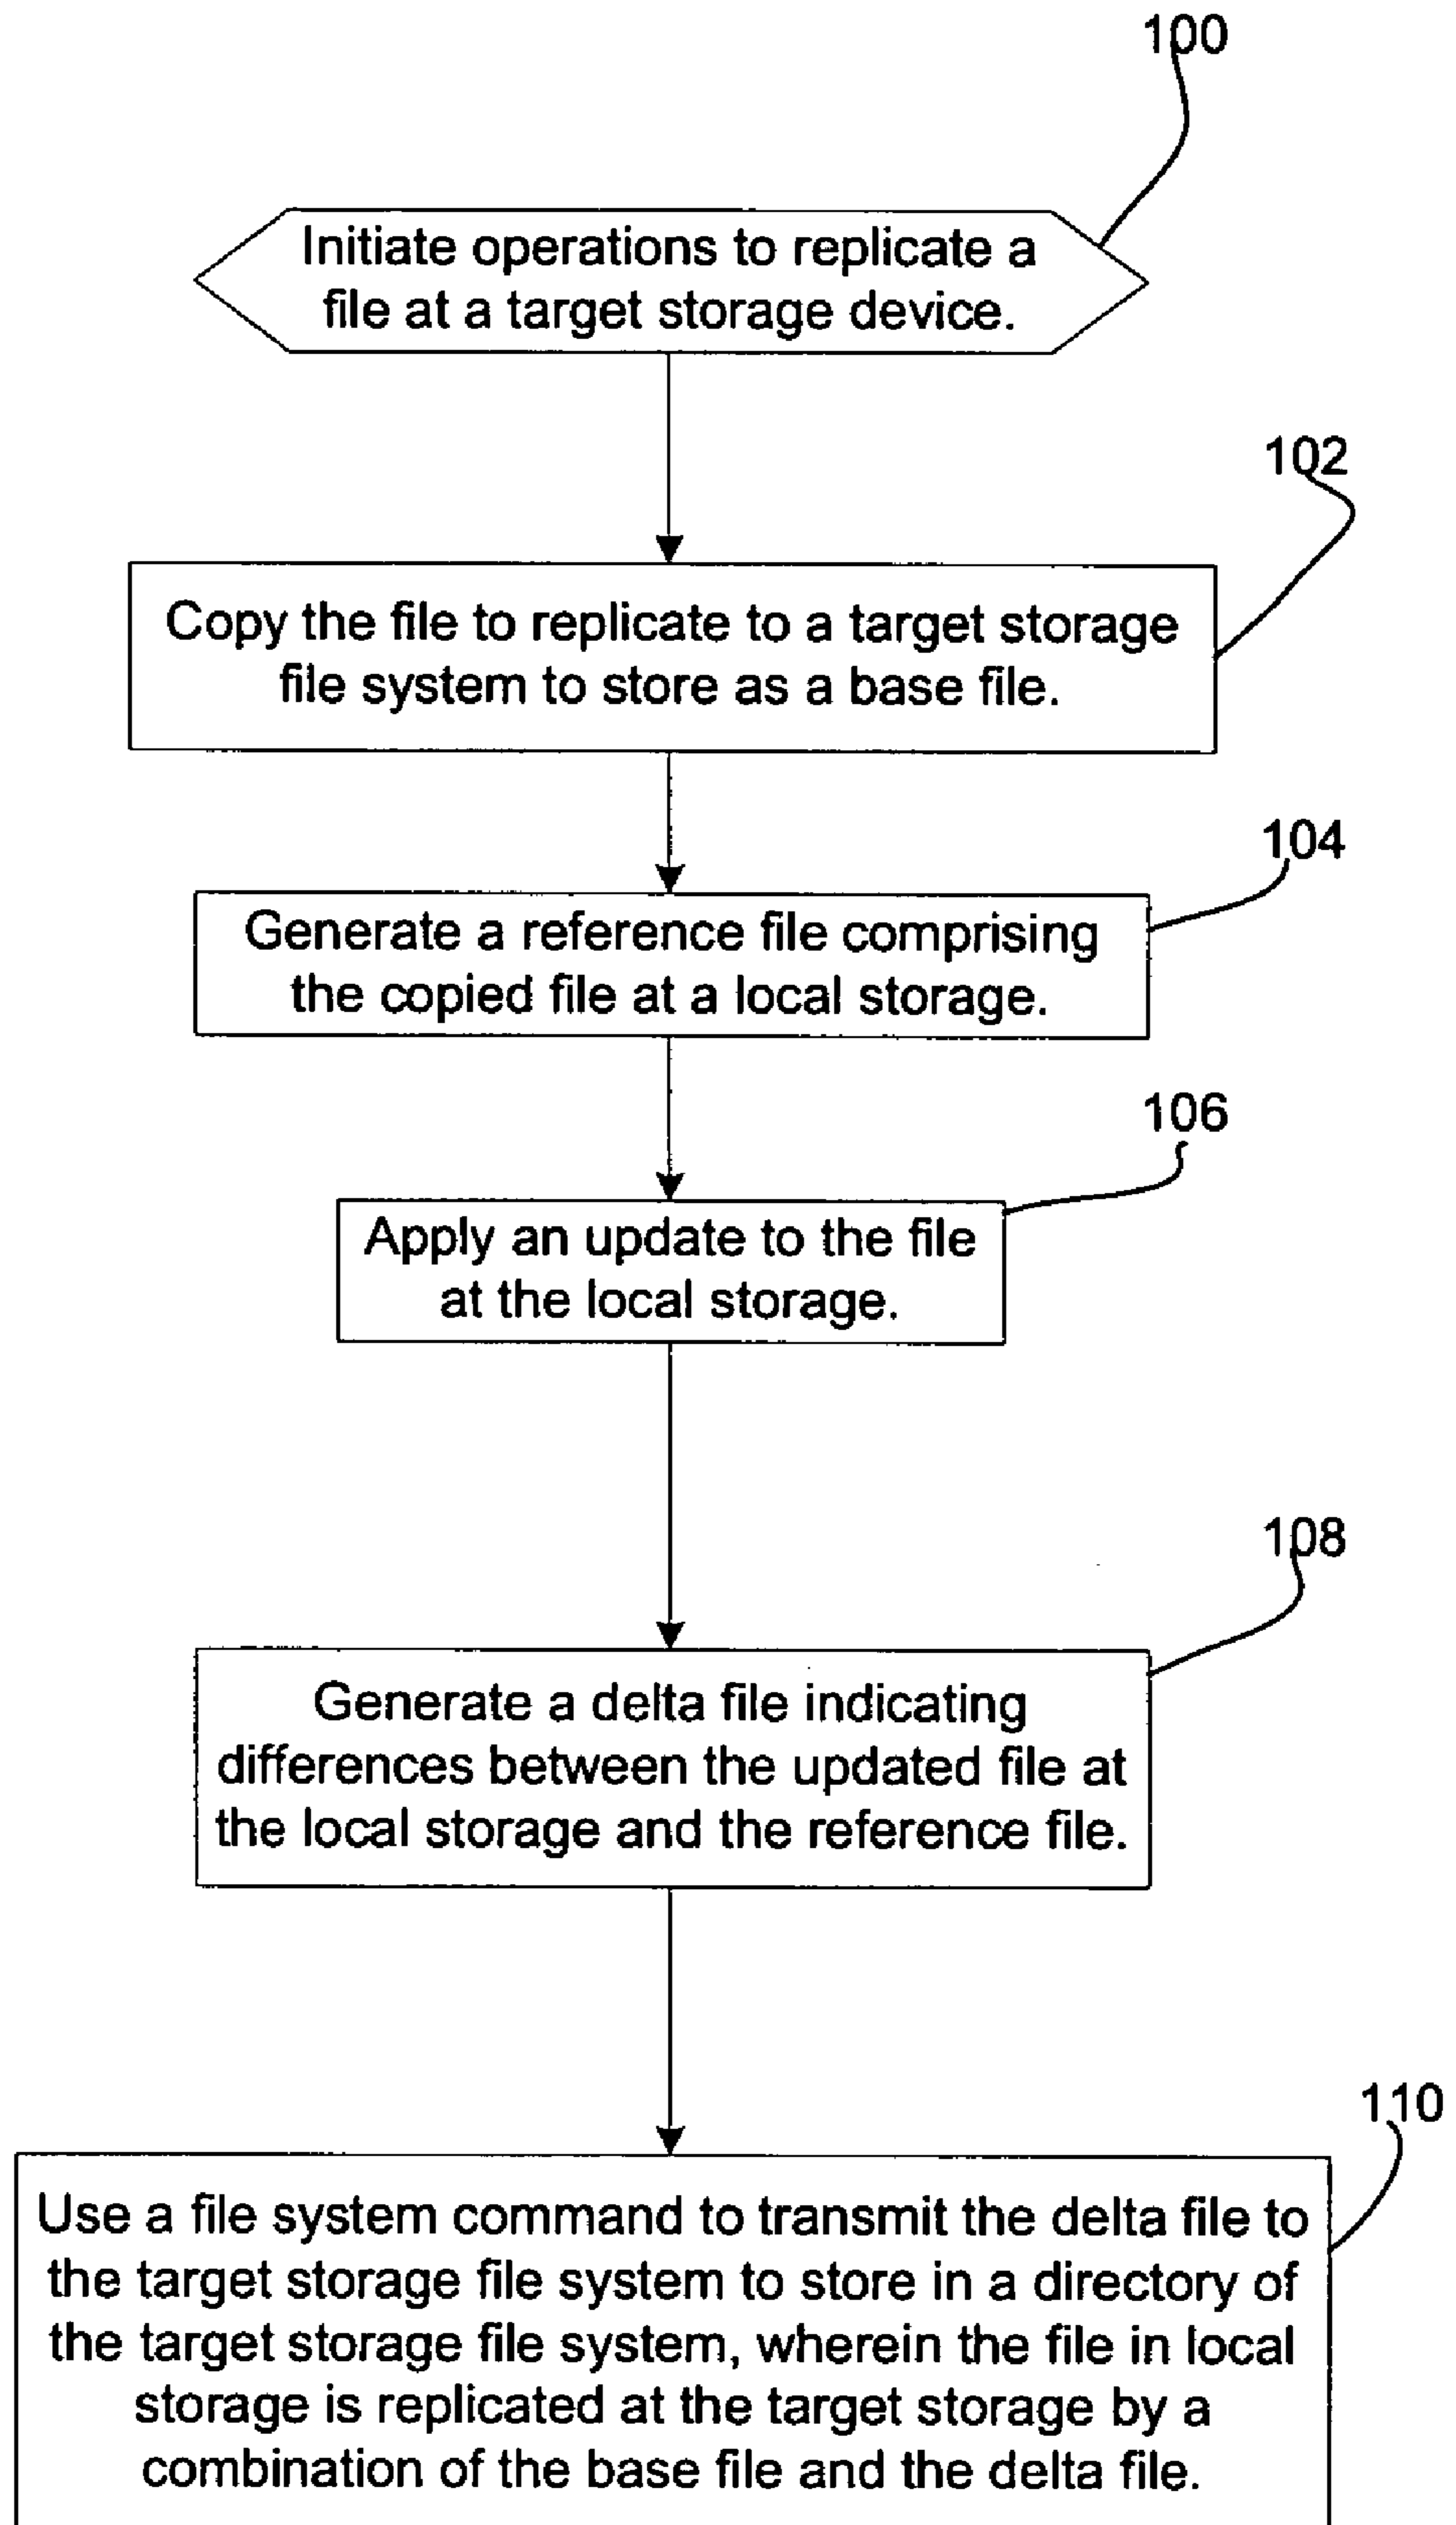 100
Initiate operations to replicate a
file at a target storage device.
102
Copy the file to replicate to a target storage
file system to store as a base file.
104
Generate a reference file comprising
the copied file at a local storage.
106
Apply an update to the file
at the local storage.
108
Generate a delta file indicating
differences between the updated file at
the local storage and the reference file.
110
Use a file system command to transmit the delta file to
the target storage file system to store in a directory of
the target storage file system, wherein the file in local
storage is replicated at the target storage by a
combination of the base file and the delta file.